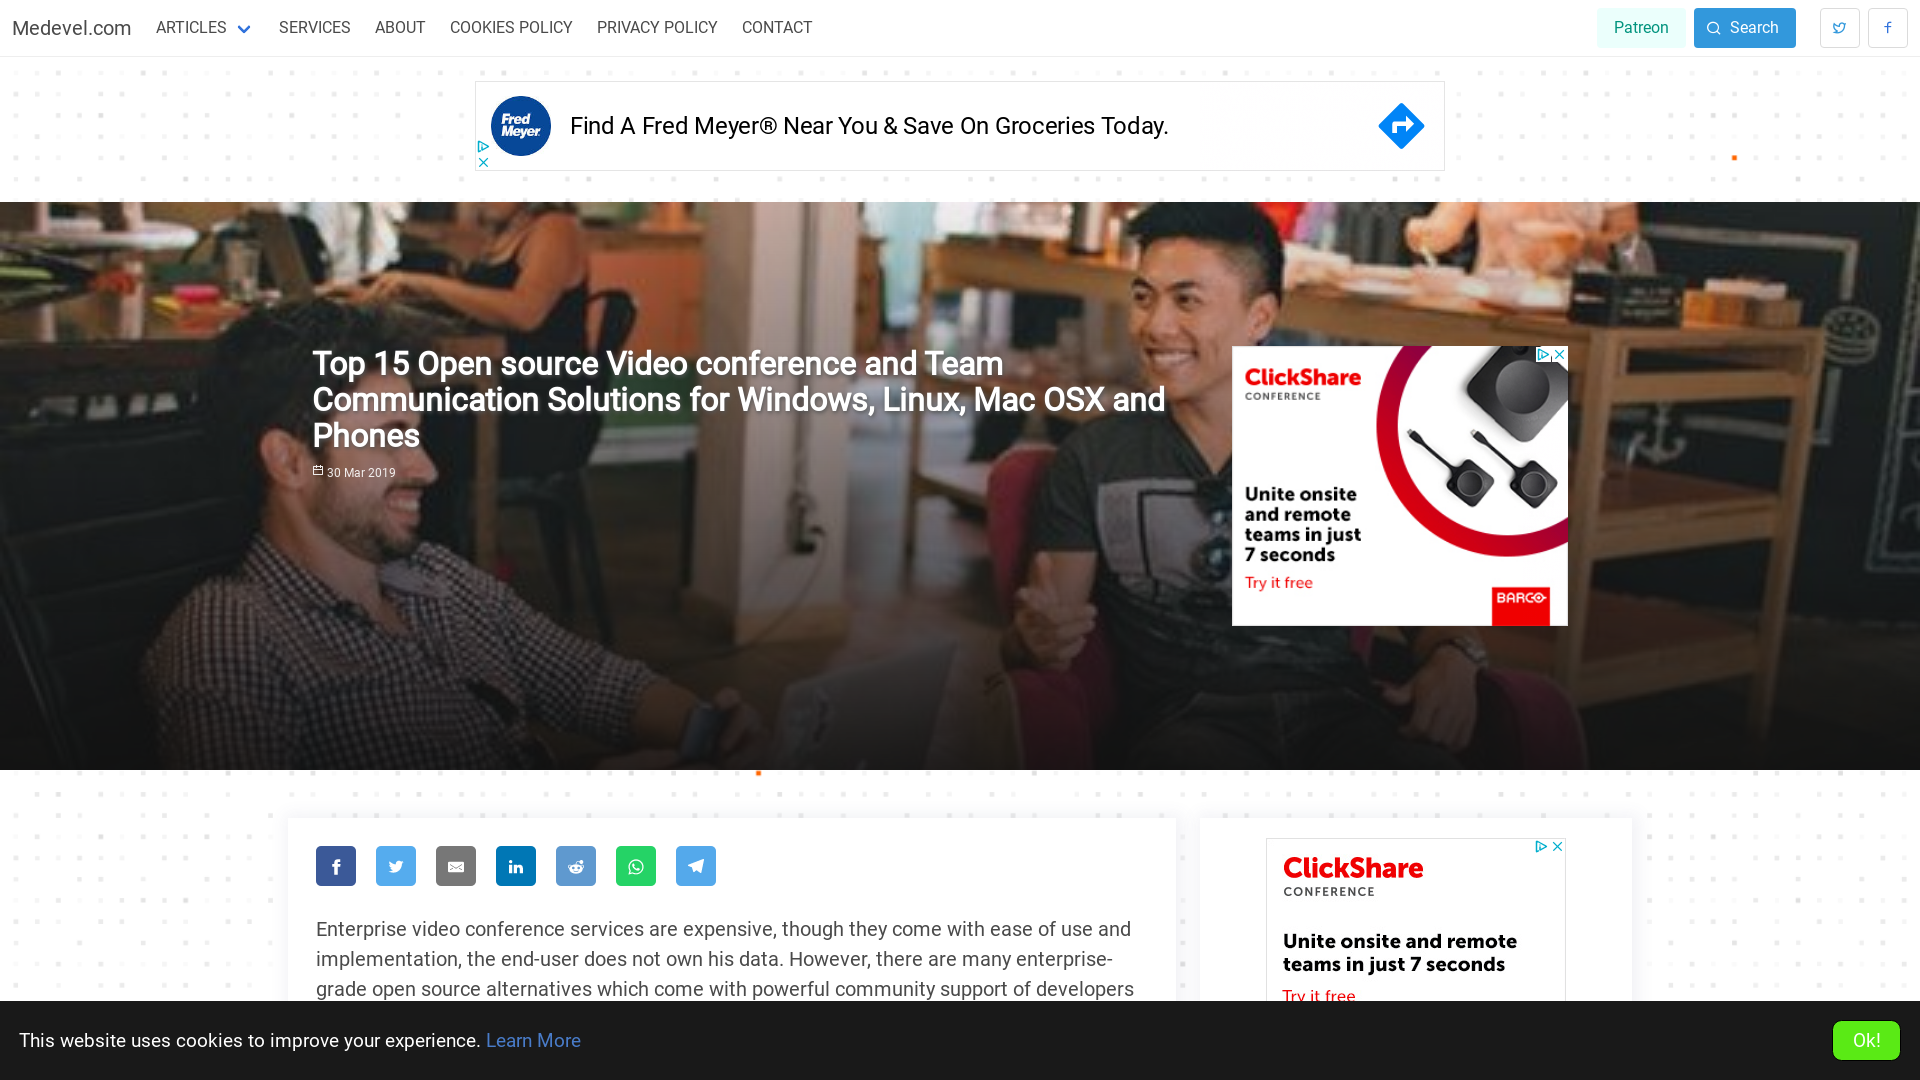 Medevel.com
ARTICLES
SERVICES
ABOUT
COOKIES POLICY
PRIVACY POLICY
CONTACT
Patreon
Search
Fred
Meyer
Find A Fred Meyer® Near You & Save On Groceries Today.
Top 15 Open source Video conference and Team
Communication Solutions for Windows, Linux, Mac OSX and
Phones
30 Mar 2019
ClickShare
CONFERENCE
Unite onsite
and remote
teams in just
7 seconds
Try it free
BARCO
Enterprise video conference services are expensive, though they come with ease of use and
implementation, the end-user does not own his data. However, there are many enterprise-
grade open source alternatives which come with powerful community support of developers
ClickShare
CONFERENCE
Unite onsite and remote
teams in just 7 seconds
Try it free
This website uses cookies to improve your experience. Learn More
Ok!